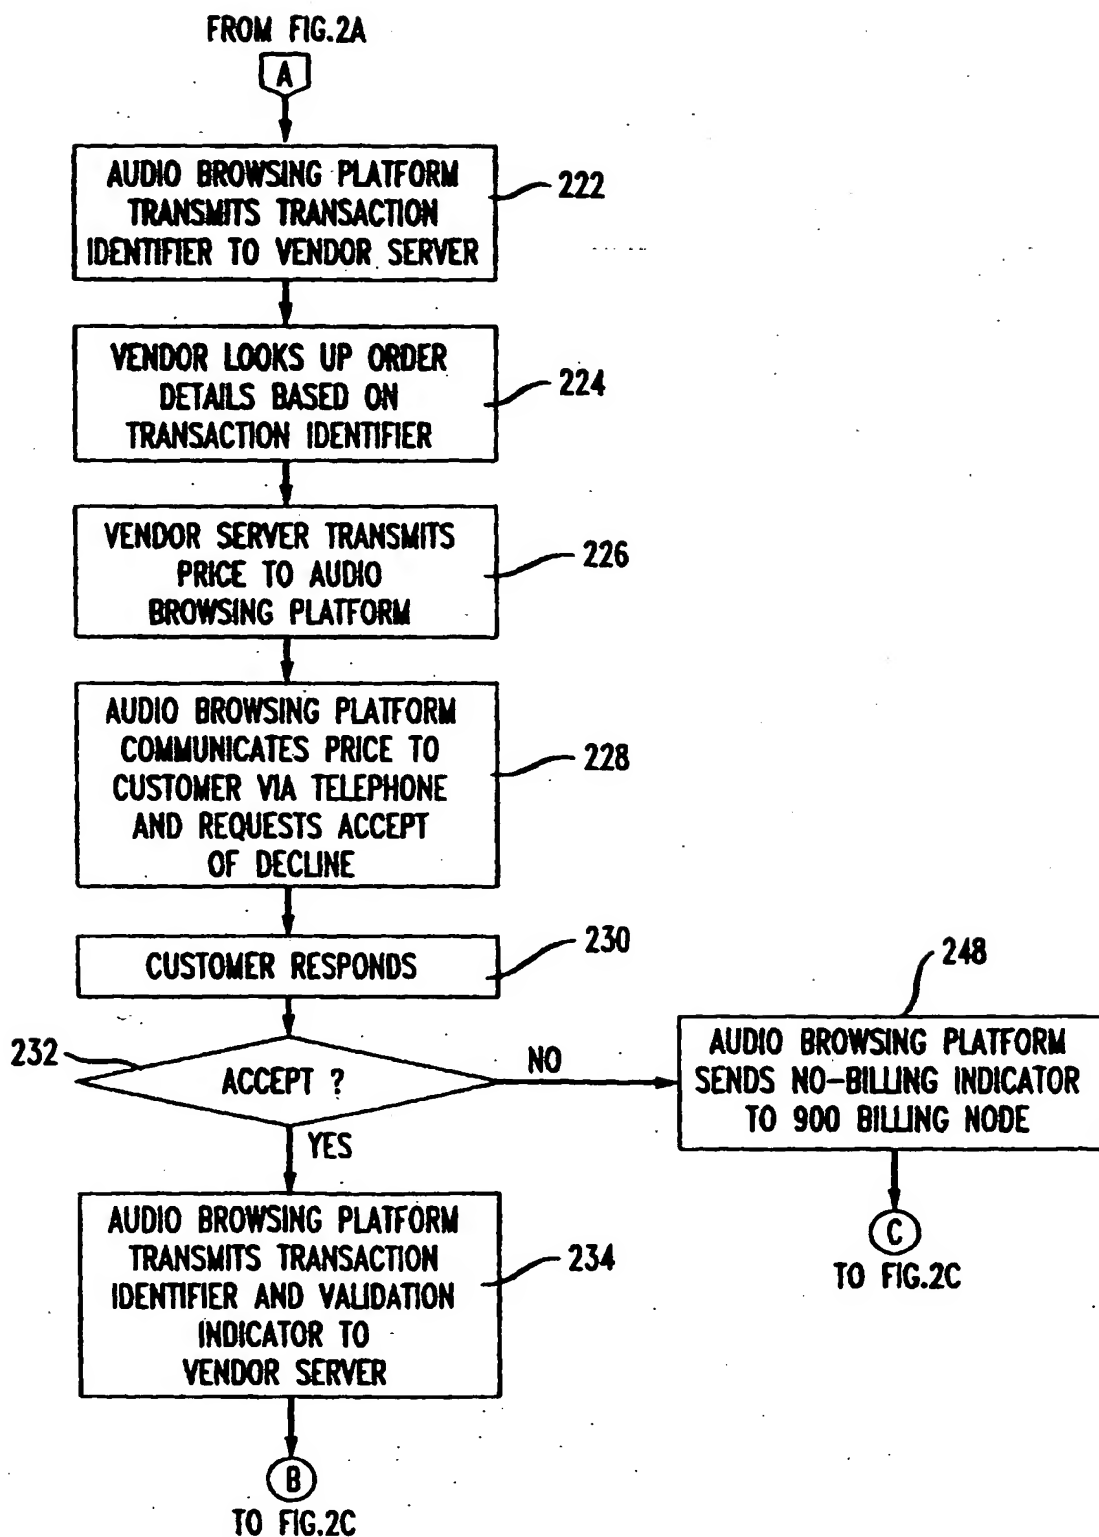 FROM FIG.2A
A
AUDIO BROWSING PLATFORM
TRANSMITS TRANSACTION
IDENTIFIER TO VENDOR SERVER
222
VENDOR LOOKS UP ORDER
DETAILS BASED ON
TRANSACTION IDENTIFIER
224
VENDOR SERVER TRANSMITS
PRICE TO AUDIO
BROWSING PLATFORM
226
AUDIO BROWSING PLATFORM
COMMUNICATES PRICE TO
CUSTOMER VIA TELEPHONE
AND REQUESTS ACCEPT
OF DECLINE
228
CUSTOMER RESPONDS
230
232
ACCEPT ?
NO
YES
248
AUDIO BROWSING PLATFORM
SENDS NO-BILLING INDICATOR
TO 900 BILLING NODE
C
TO FIG.2C
AUDIO BROWSING PLATFORM
TRANSMITS TRANSACTION
IDENTIFIER AND VALIDATION
INDICATOR TO
VENDOR SERVER
234
B
TO FIG.2C